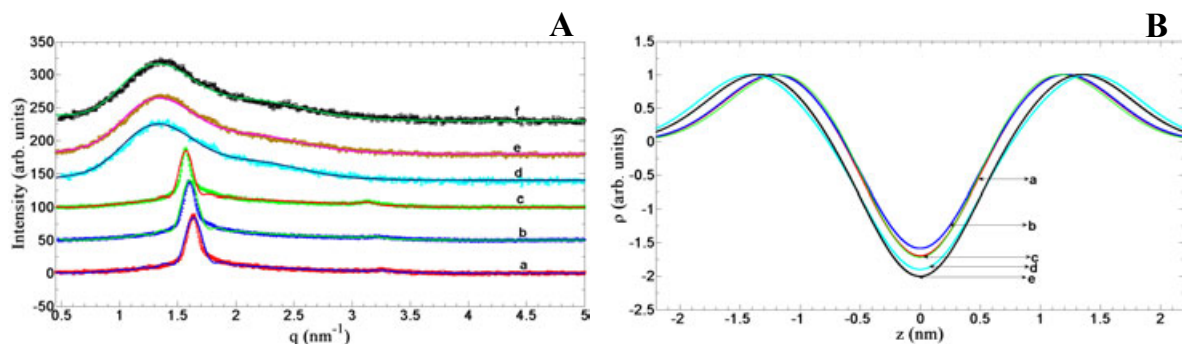 A
350
300
250
200
150
100
50
0
-50
Intensity (arb. units)
f
e
d
c
b
a
0.5 1 1.5 2 2.5 3 3.5 4 4.5 5
q (nm⁻¹)
B
1.5
1
0.5
0
-0.5
-1
-1.5
-2
-2.5
ρ (arb. units)
a
b
c
d
e
-2 -1.5 -1 -0.5 0 0.5 1 1.5 2
z (nm)